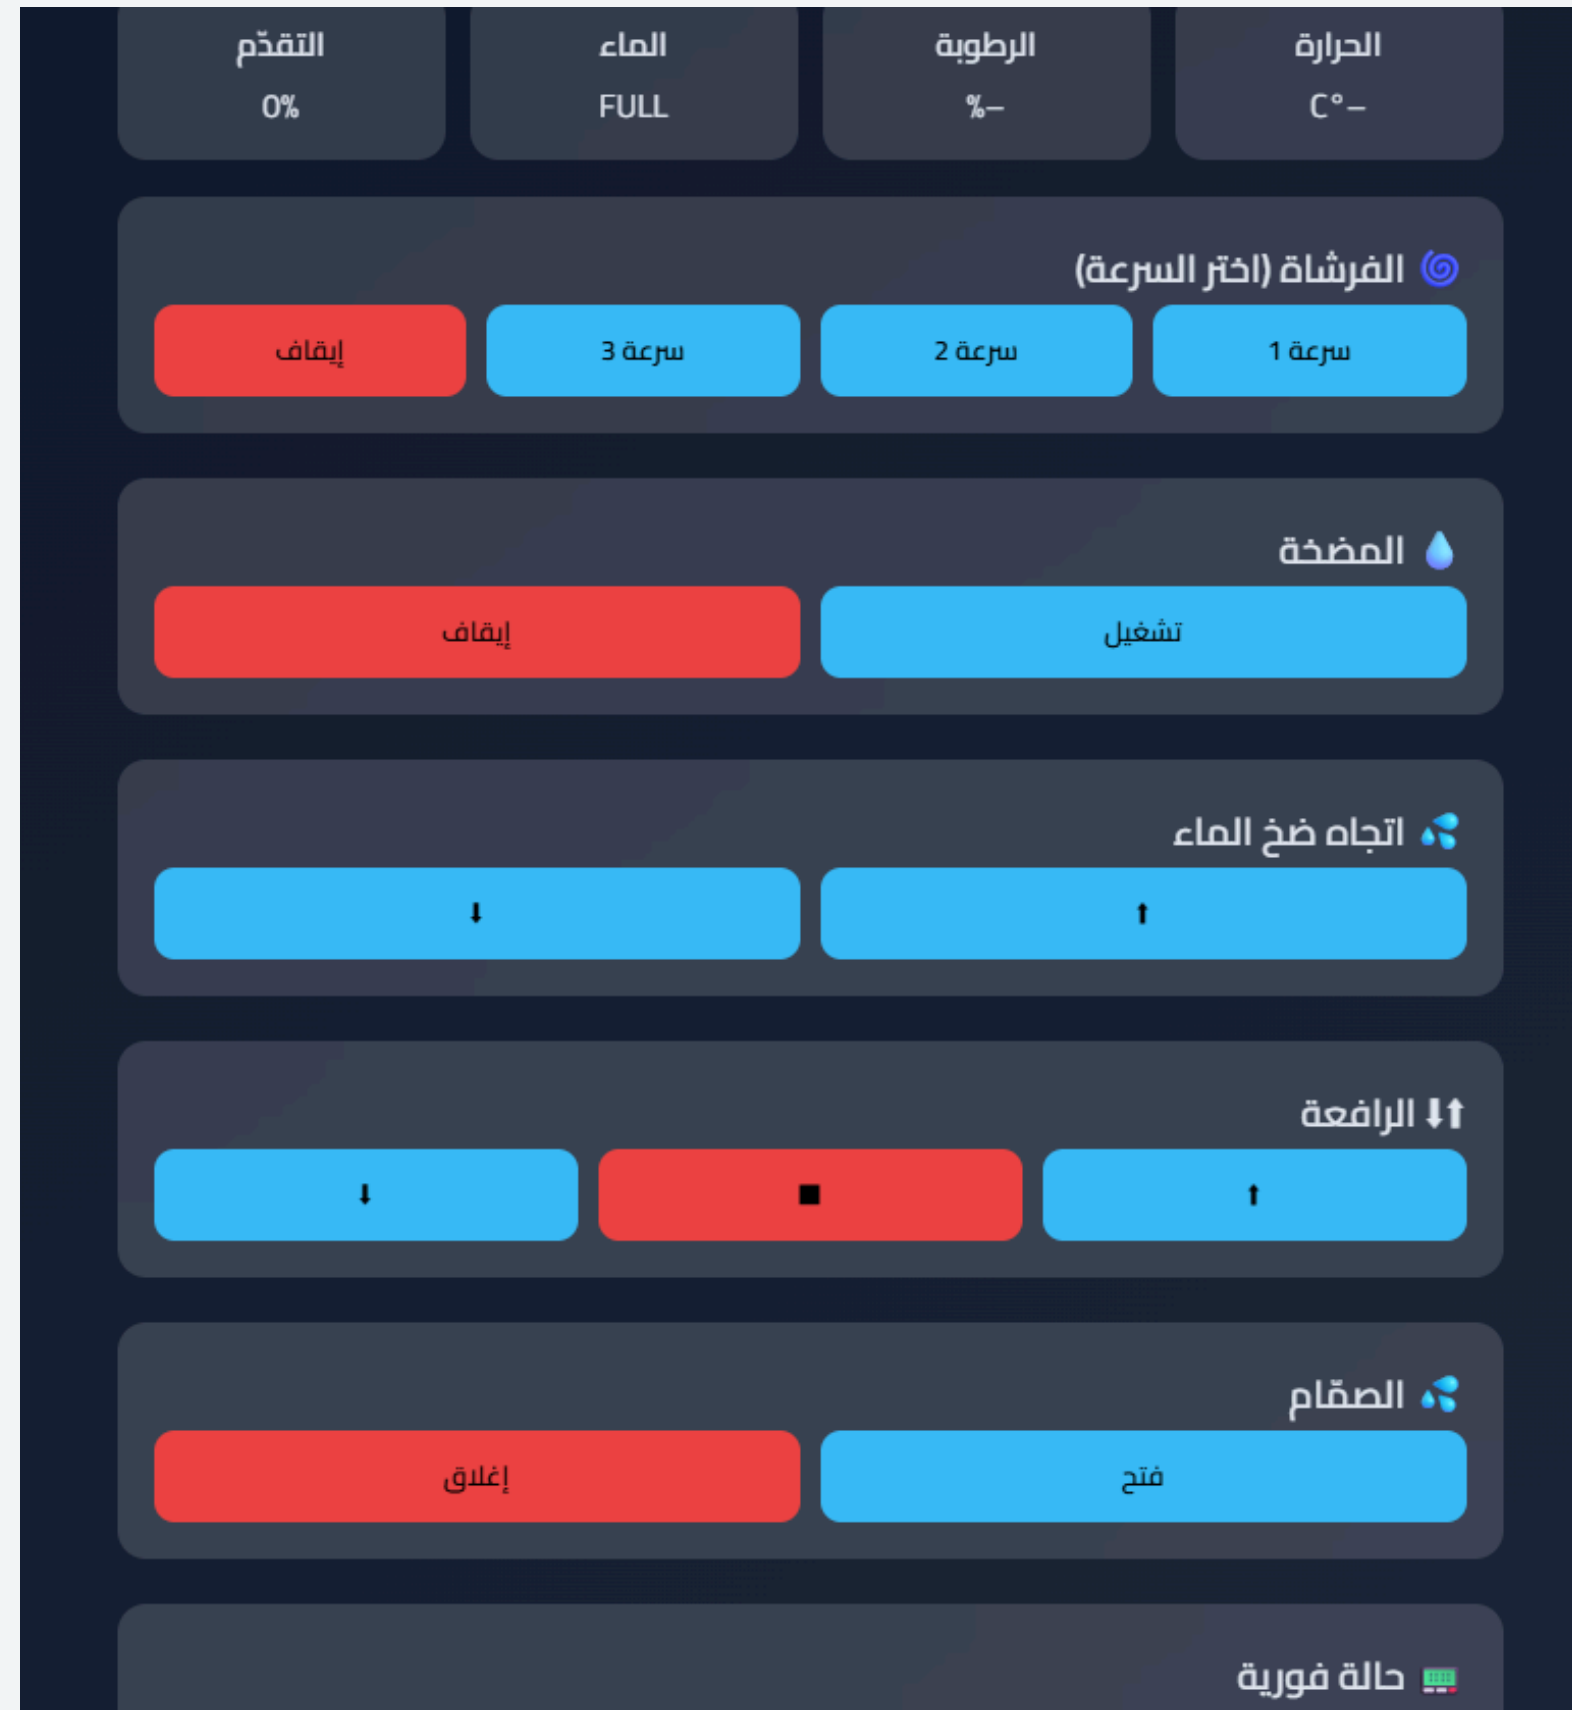 الحرارة
–°C
الرطوبة
–%
الماء
FULL
التقدّم
0%
🌀 الفرشاة (اختر السرعة)
سرعة 1
سرعة 2
سرعة 3
إيقاف
💧 المضخة
تشغيل
إيقاف
💦 اتجاه ضخ الماء
⬆
⬇
⬆⬇ الرافعة
⬆
■
⬇
💦 الصمّام
فتح
إغلاق
📟 حالة فورية